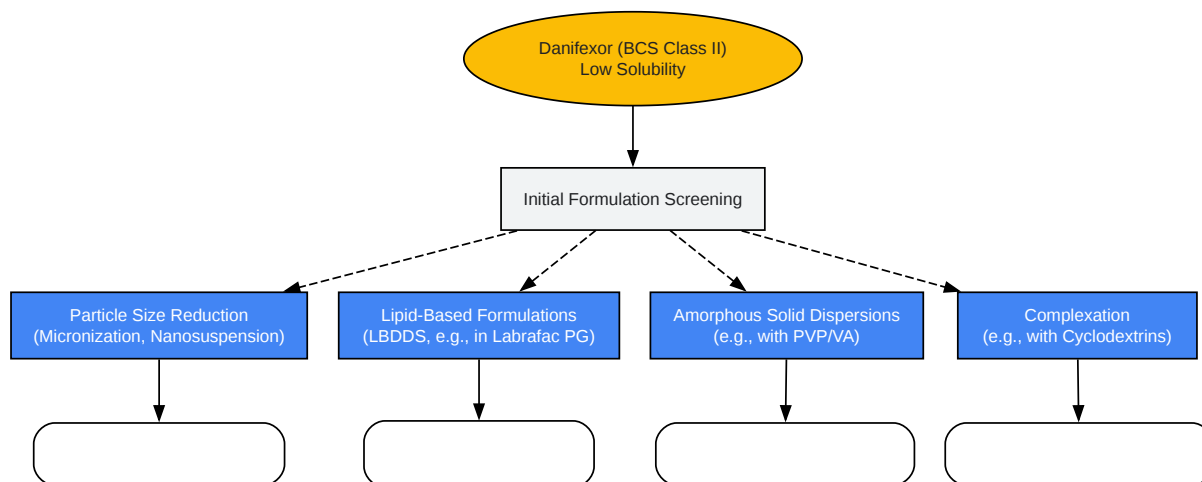 Danifexor (BCS Class II)
Low Solubility
Initial Formulation Screening
Particle Size Reduction
(Micronization, Nanosuspension)
Lipid-Based Formulations
(LBDDS, e.g., in Labrafac PG)
Amorphous Solid Dispersions
(e.g., with PVP/VA)
Complexation
(e.g., with Cyclodextrins)